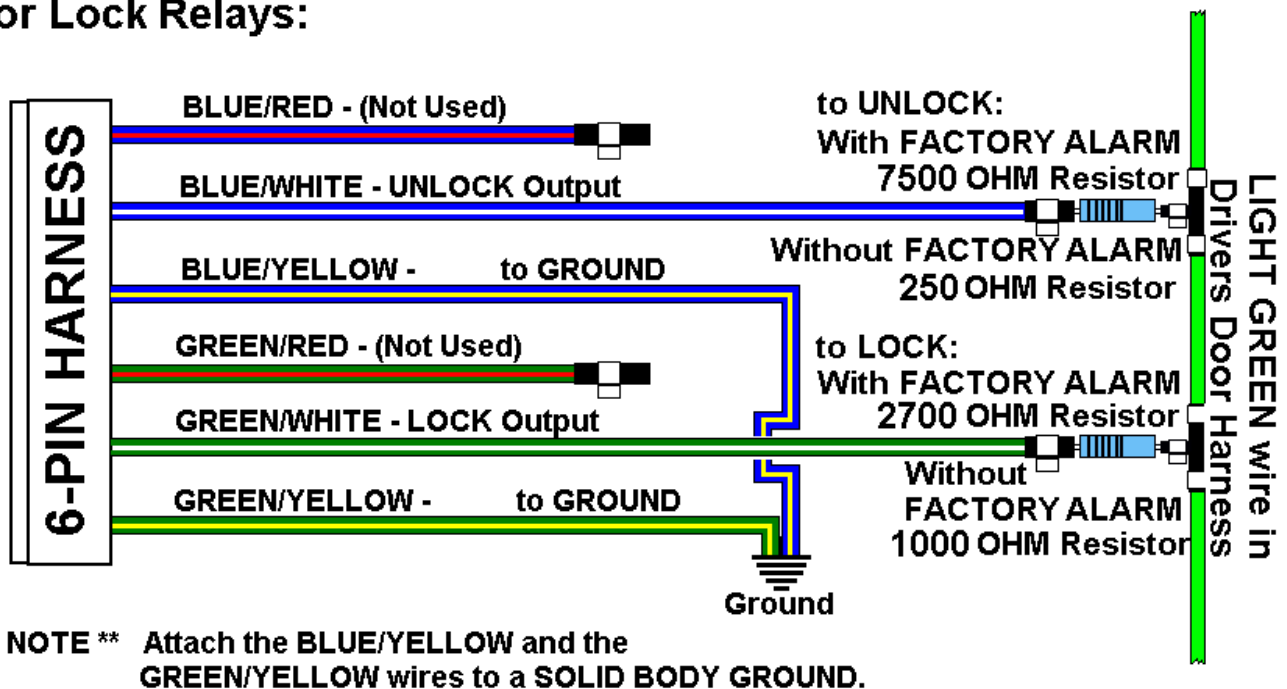 or Lock Relays:
6-PIN HARNESS
BLUE/RED - (Not Used)
BLUE/WHITE - UNLOCK Output
BLUE/YELLOW - to GROUND
GREEN/RED - (Not Used)
GREEN/WHITE - LOCK Output
GREEN/YELLOW - to GROUND
Ground
to UNLOCK:
With FACTORY ALARM
7500 OHM Resistor
Without FACTORY ALARM
250 OHM Resistor
to LOCK:
With FACTORY ALARM
2700 OHM Resistor
Without
FACTORY ALARM
1000 OHM Resistor
LIGHT GREEN wire in
Drivers Door Harness
NOTE ** Attach the BLUE/YELLOW and the
GREEN/YELLOW wires to a SOLID BODY GROUND.